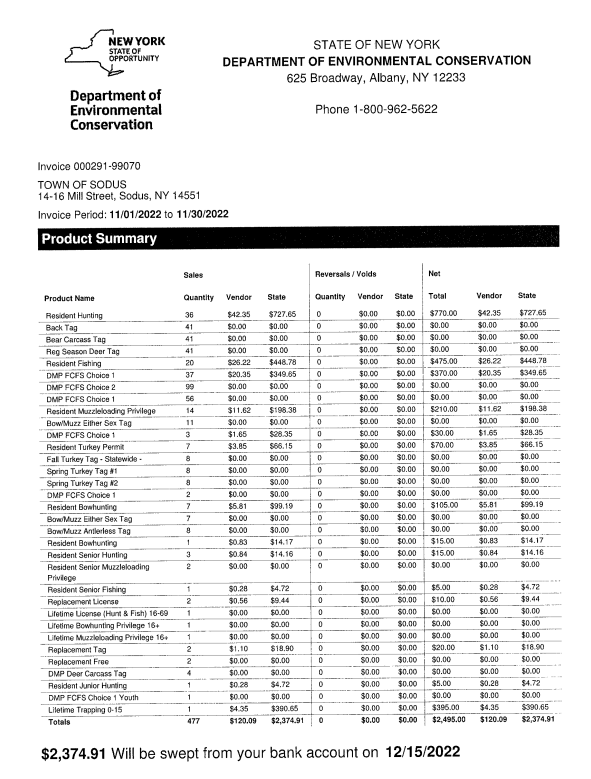 NEW YORK
STATE OF
OPPORTUNITY
Department of
Environmental
Conservation
STATE OF NEW YORK
DEPARTMENT OF ENVIRONMENTAL CONSERVATION
625 Broadway, Albany, NY 12233
Phone 1-800-962-5622
Invoice 000291-99070
TOWN OF SODUS
14-16 Mill Street, Sodus, NY 14551
Invoice Period: 11/01/2022 to 11/30/2022
Product Summary
Sales Reversals / Voids Net
Product Name Quantity Vendor State Quantity Vendor State Total Vendor State
Resident Hunting 36 $42.35 $727.65 0 $0.00 $0.00 $770.00 $42.35 $727.65
Back Tag 41 $0.00 $0.00 0 $0.00 $0.00 $0.00 $0.00 $0.00
Bear Carcass Tag 41 $0.00 $0.00 0 $0.00 $0.00 $0.00 $0.00 $0.00
Reg Season Deer Tag 41 $0.00 $0.00 0 $0.00 $0.00 $0.00 $0.00 $0.00
Resident Fishing 20 $26.22 $448.78 0 $0.00 $0.00 $475.00 $26.22 $448.78
DMP FCFS Choice 1 37 $20.35 $349.65 0 $0.00 $0.00 $370.00 $20.35 $349.65
DMP FCFS Choice 2 99 $0.00 $0.00 0 $0.00 $0.00 $0.00 $0.00 $0.00
DMP FCFS Choice 1 56 $0.00 $0.00 0 $0.00 $0.00 $0.00 $0.00 $0.00
Resident Muzzleloading Privilege 14 $11.62 $198.38 0 $0.00 $0.00 $210.00 $11.62 $198.38
Bow/Muzz Either Sex Tag 11 $0.00 $0.00 0 $0.00 $0.00 $0.00 $0.00 $0.00
DMP FCFS Choice 1 3 $1.65 $28.35 0 $0.00 $0.00 $30.00 $1.65 $28.35
Resident Turkey Permit 7 $3.85 $66.15 0 $0.00 $0.00 $70.00 $3.85 $66.15
Fall Turkey Tag - Statewide - 8 $0.00 $0.00 0 $0.00 $0.00 $0.00 $0.00 $0.00
Spring Turkey Tag #1 8 $0.00 $0.00 0 $0.00 $0.00 $0.00 $0.00 $0.00
Spring Turkey Tag #2 8 $0.00 $0.00 0 $0.00 $0.00 $0.00 $0.00 $0.00
DMP FCFS Choice 1 2 $0.00 $0.00 0 $0.00 $0.00 $0.00 $0.00 $0.00
Resident Bowhunting 7 $5.81 $99.19 0 $0.00 $0.00 $105.00 $5.81 $99.19
Bow/Muzz Either Sex Tag 7 $0.00 $0.00 0 $0.00 $0.00 $0.00 $0.00 $0.00
Bow/Muzz Antlerless Tag 8 $0.00 $0.00 0 $0.00 $0.00 $0.00 $0.00 $0.00
Resident Bowhunting 1 $0.83 $14.17 0 $0.00 $0.00 $15.00 $0.83 $14.17
Resident Senior Hunting 3 $0.84 $14.16 0 $0.00 $0.00 $15.00 $0.84 $14.16
Resident Senior Muzzleloading 2 $0.00 $0.00 0 $0.00 $0.00 $0.00 $0.00 $0.00
Privilege
Resident Senior Fishing 1 $0.28 $4.72 0 $0.00 $0.00 $5.00 $0.28 $4.72
Replacement License 2 $0.56 $9.44 0 $0.00 $0.00 $10.00 $0.56 $9.44
Lifetime License (Hunt & Fish) 16-69 1 $0.00 $0.00 0 $0.00 $0.00 $0.00 $0.00 $0.00
Lifetime Bowhunting Privilege 16+ 1 $0.00 $0.00 0 $0.00 $0.00 $0.00 $0.00 $0.00
Lifetime Muzzleloading Privilege 16+ 1 $0.00 $0.00 0 $0.00 $0.00 $0.00 $0.00 $0.00
Replacement Tag 2 $1.10 $18.90 0 $0.00 $0.00 $20.00 $1.10 $18.90
Replacement Free 2 $0.00 $0.00 0 $0.00 $0.00 $0.00 $0.00 $0.00
DMP Deer Carcass Tag 4 $0.00 $0.00 0 $0.00 $0.00 $0.00 $0.00 $0.00
Resident Junior Hunting 1 $0.28 $4.72 0 $0.00 $0.00 $5.00 $0.28 $4.72
DMP FCFS Choice 1 Youth 1 $0.00 $0.00 0 $0.00 $0.00 $0.00 $0.00 $0.00
Lifetime Trapping 0-15 1 $4.35 $390.65 0 $0.00 $0.00 $395.00 $4.35 $390.65
Totals 477 $120.09 $2,374.91 0 $0.00 $0.00 $2,495.00 $120.09 $2,374.91
$2,374.91 Will be swept from your bank account on 12/15/2022